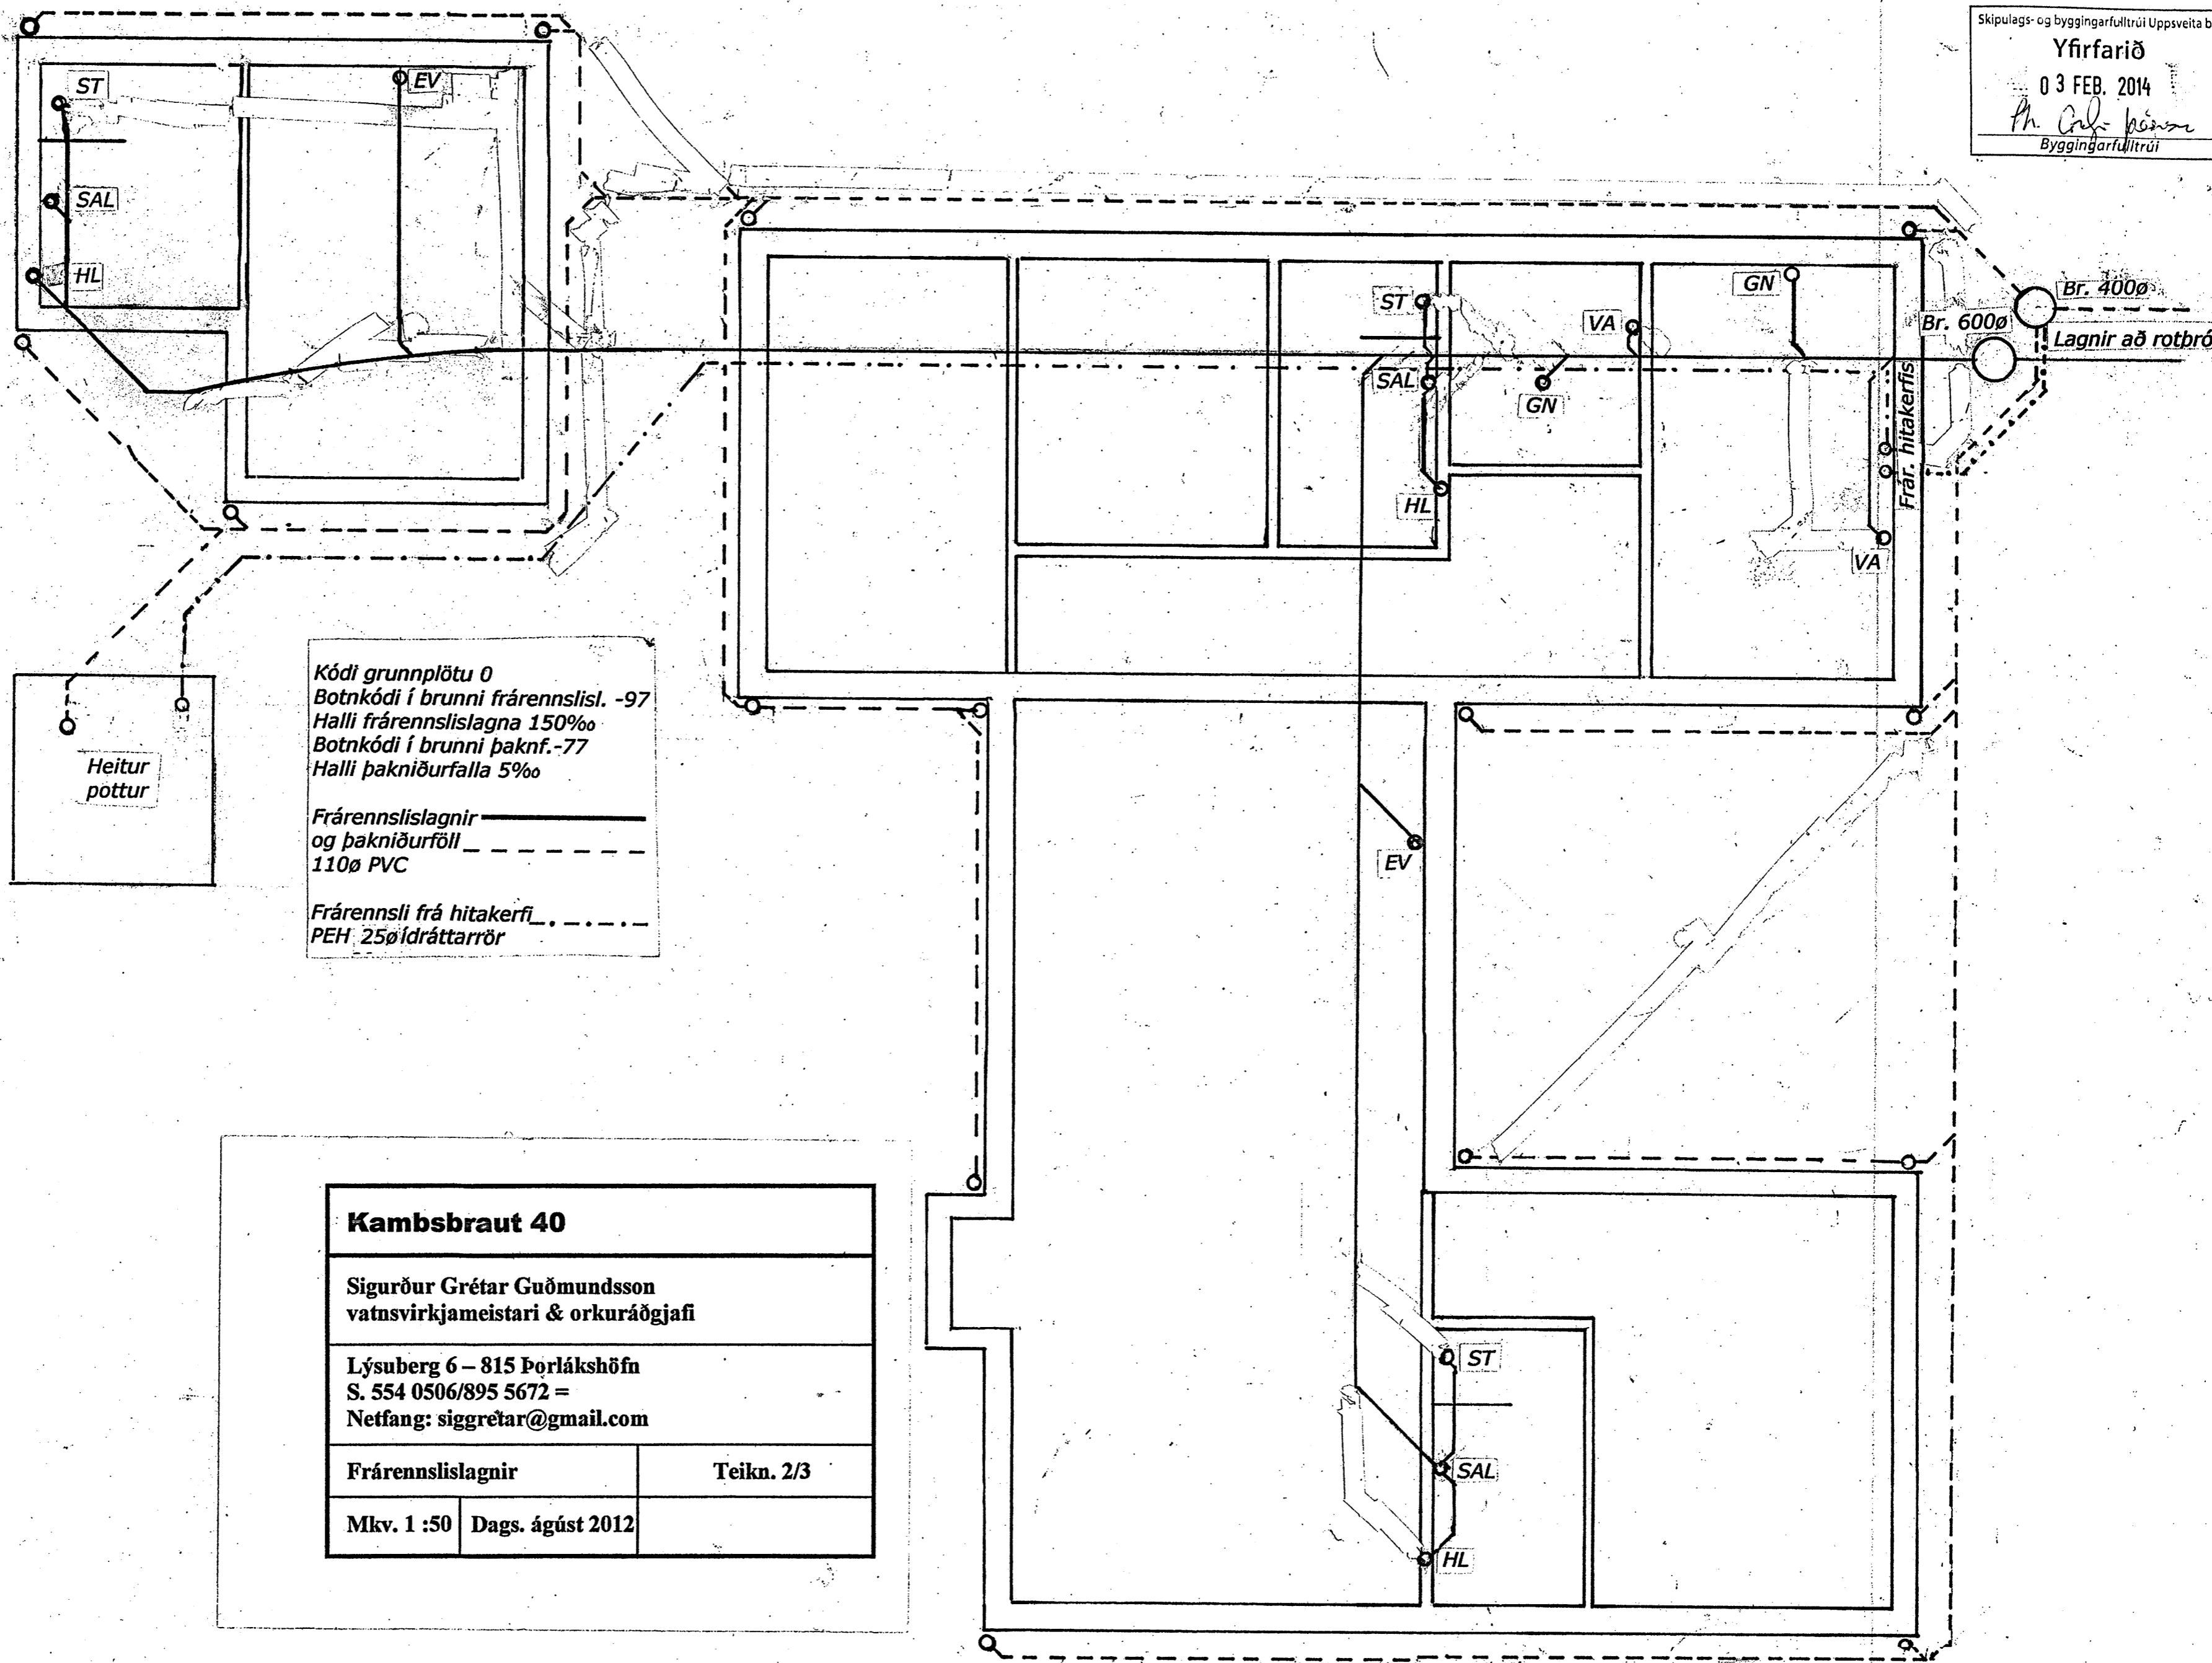 Skipulags- og byggingarfulltrúi Uppsveita b
Yfirfarið
0 3 FEB. 2014
Byggingarfulltrúi
ST
EV
SAL
HL
ST
SAL
HL
VA
GN
GN
Br. 400ø
Br. 600ø
Lagnir að rotþró
Frár. hitakerfis
VA
Heitur
pottur
Kódi grunnplötu 0
Botnkódi í brunni frárennslisl. -97
Halli frárennslislagna 150‰
Botnkódi í brunni þaknf.-77
Halli þakniðurfalla 5‰
Frárennslislagnir
og þakniðurföll
110ø PVC
Frárennsli frá hitakerfi
PEH 25ø ídráttarrör
EV
ST
SAL
HL
Kambsbraut 40
Sigurður Grétar Guðmundsson
vatnsvirkjameistari & orkuráðgjafi
Lýsuberg 6 – 815 Þorlákshöfn
S. 554 0506/895 5672 =
Netfang: siggretar@gmail.com
Frárennslislagnir
Teikn. 2/3
Mkv. 1 :50
Dags. ágúst 2012